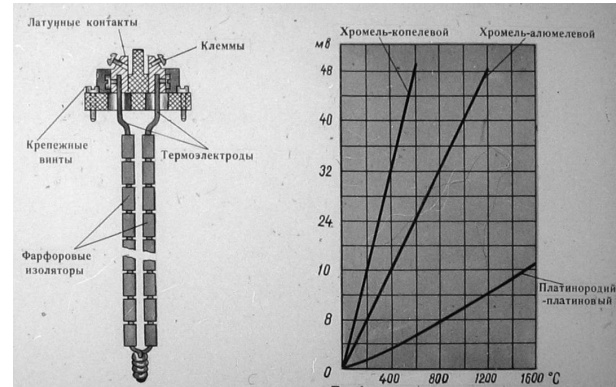 Латунные контакты
Клеммы
Крепежные
винты
Термоэлектроды
Фарфоровые
изоляторы
Хромель-копелевой
Хромель-алюмелевой
мв
48
40
32
24
10
8
0
400
800
1200
1600 °C
Платинородий
-платиновый